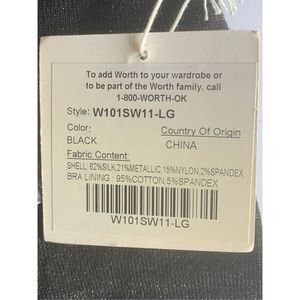 To add Worth to your wardrobe or
to be part of the Worth family, call
1-800-WORTH-OK
Style: W101SW11-LG
Color: Country Of Origin
BLACK CHINA
Fabric Content:
SHELL:62%SILK,21%METALLIC,15%NYLON,2%SPANDEX
BRA LINING : 95%COTTON,5%SPANDEX
W101SW11-LG